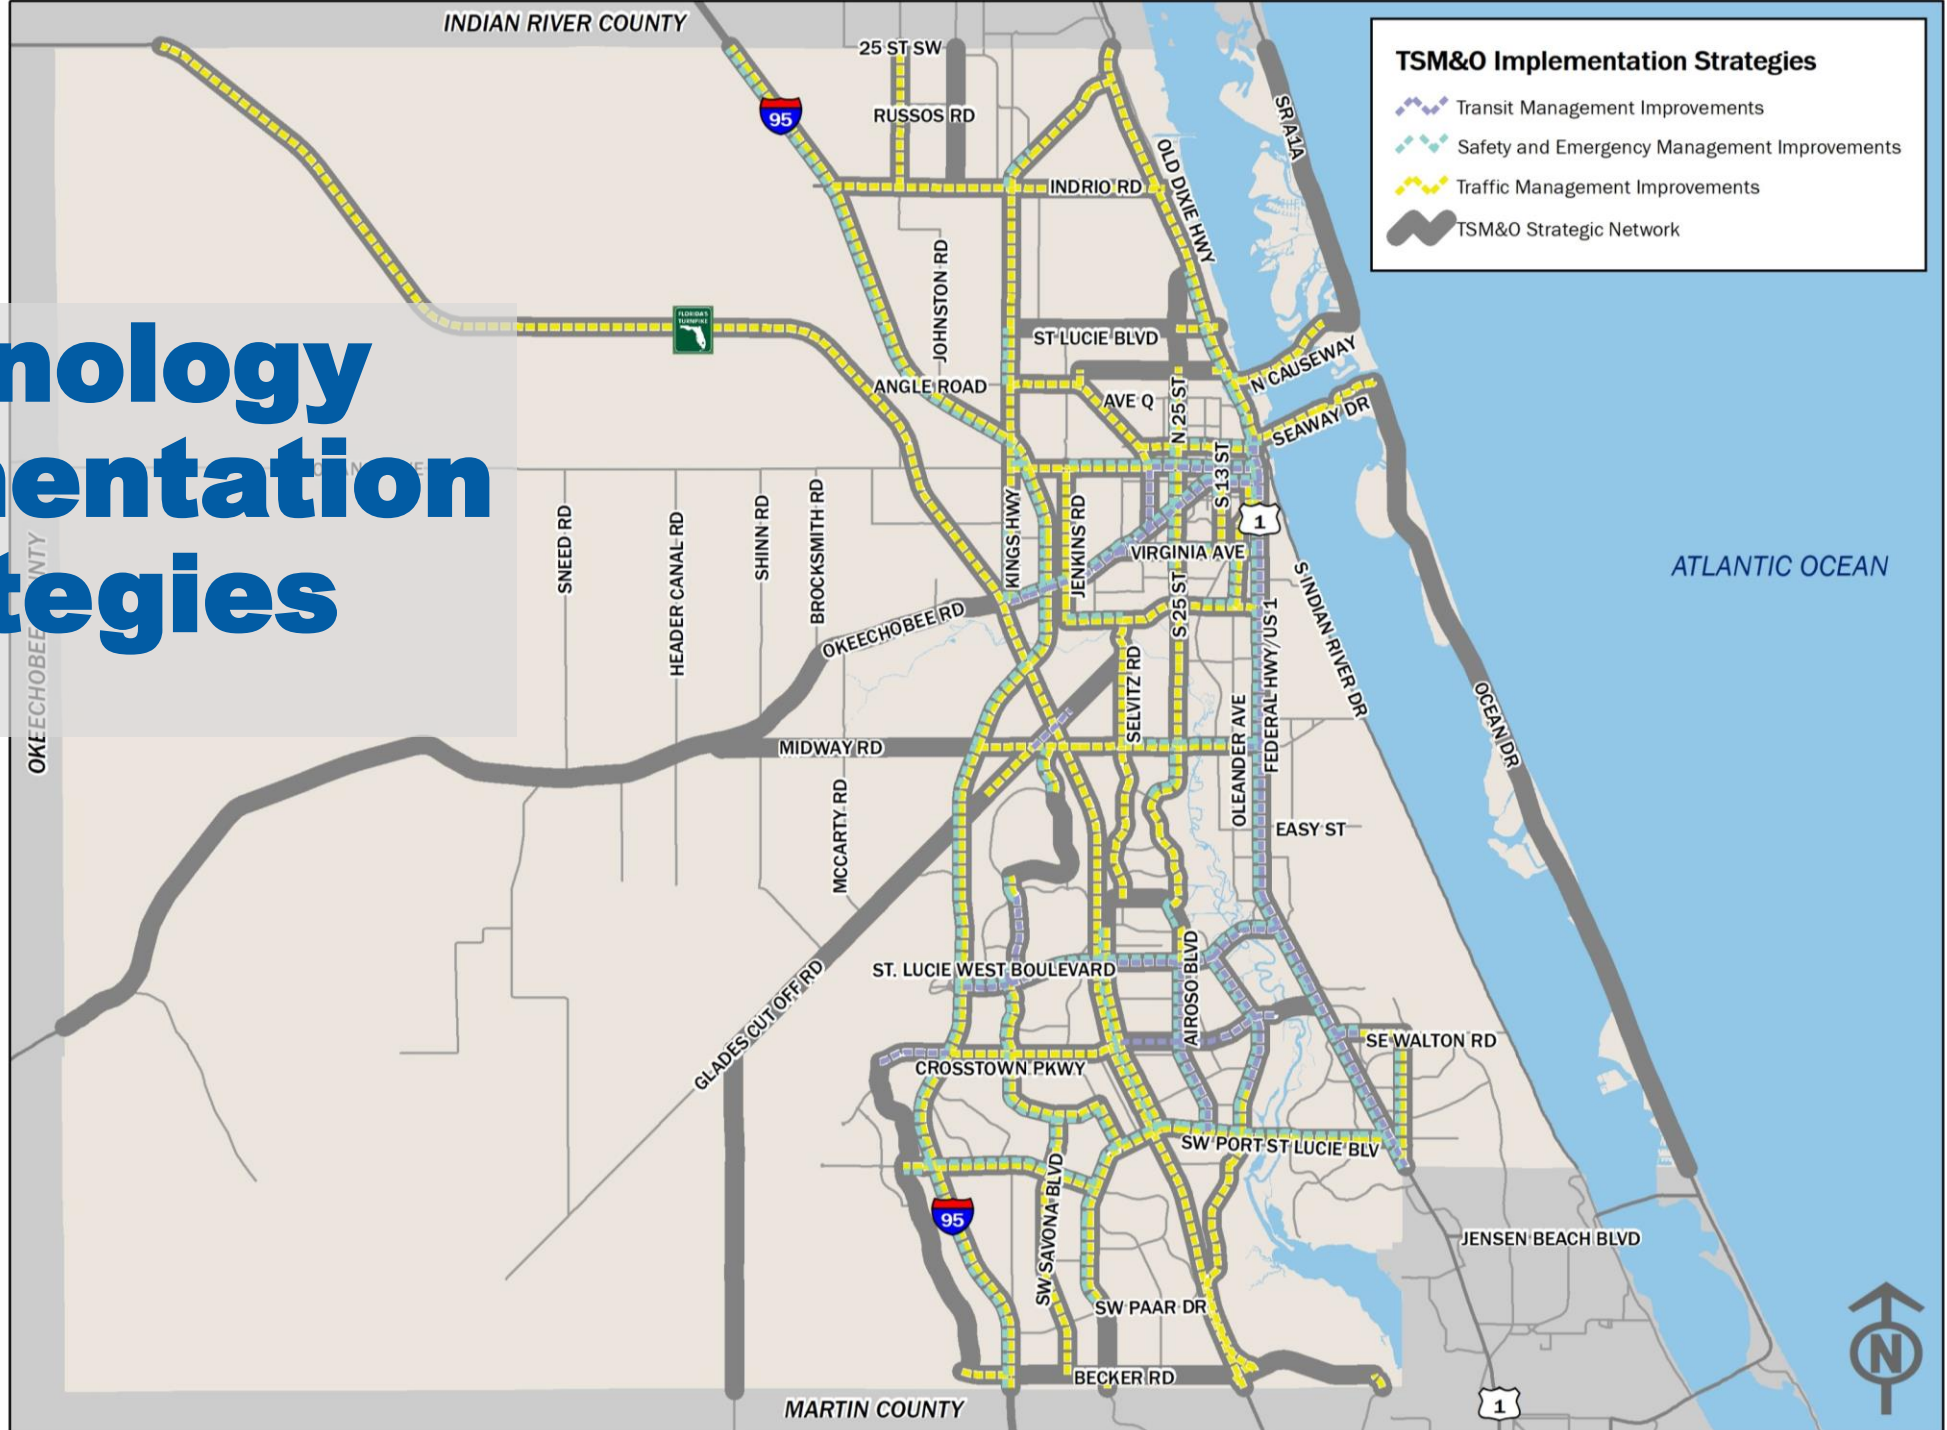 INDIAN RIVER COUNTY
25 ST SW
RUSSOS RD
95
INDRIO RD
OLD DIXIE HWY
SR A1A
TSM&O Implementation Strategies
Transit Management Improvements
Safety and Emergency Management Improvements
Traffic Management Improvements
TSM&O Strategic Network
JOHNSTON RD
FLORIDA'S
TURNPIKE
ST LUCIE BLVD
N CAUSEWAY
ANGLE ROAD
AVE Q
N 25 ST
SEAWAY DR
S 13 ST
nology
entation
tegies
SNEED RD
HEADER CANAL RD
SHINN RD
BROCKSMITH RD
KINGS HWY
JENKINS RD
1
VIRGINIA AVE
S 25 ST
S INDIAN RIVER DR
ATLANTIC OCEAN
OKEECHOBEE RD
SELVITZ RD
OLEANDER AVE
FEDERAL HWY/US 1
OCEAN DR
MIDWAY RD
MCCARTY RD
EASY ST
ST. LUCIE WEST BOULEVARD
AIROSO BLVD
GLADES CUT OFF RD
SE WALTON RD
CROSSTOWN PKWY
SW PORT ST LUCIE BLV
SW SAVONA BLVD
95
JENSEN BEACH BLVD
SW PAAR DR
BECKER RD
MARTIN COUNTY
1
N